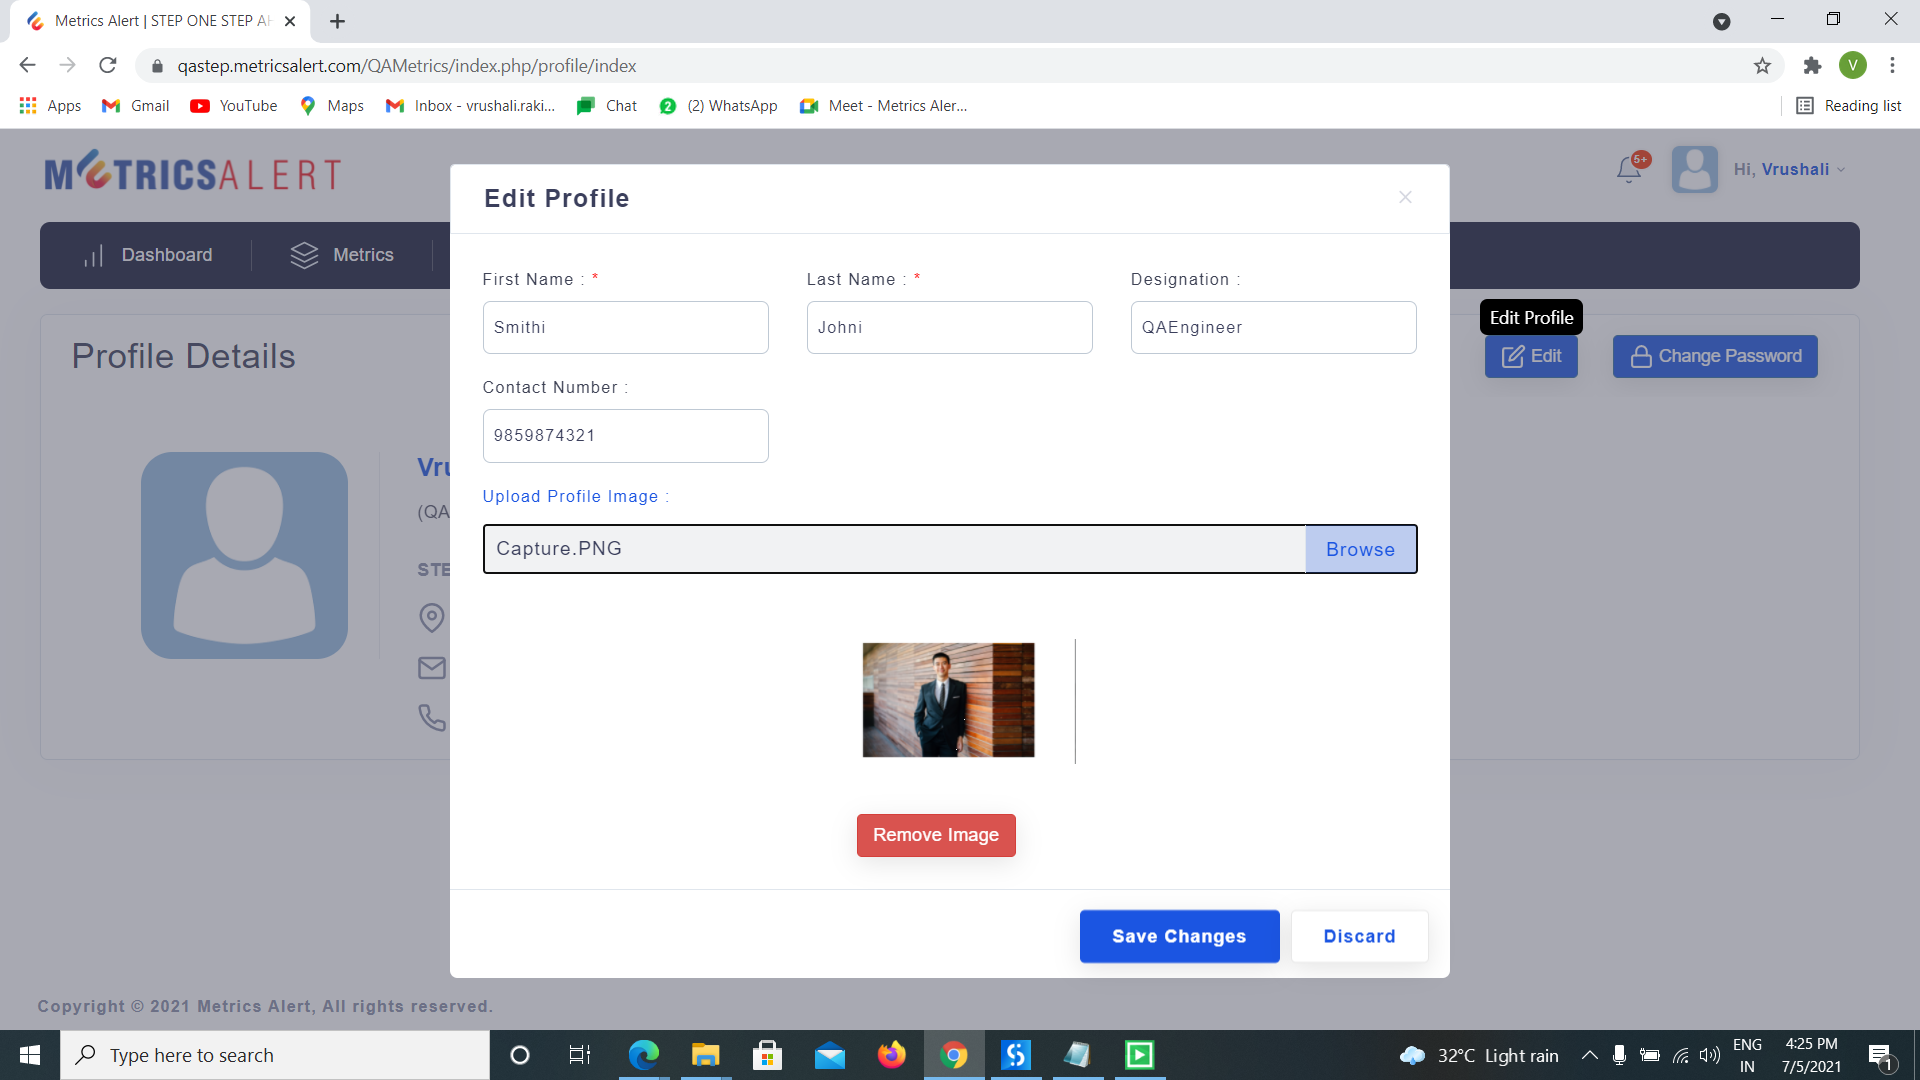 Metrics Alert | STEP ONE STEP AH
qastep.metricsalert.com/QAMetrics/index.php/profile/index
V
Apps
Gmail
YouTube
Maps
Inbox - vrushali.raki...
Chat
2
(2) WhatsApp
Meet - Metrics Aler...
Reading list
METRICSALERT
5+
Hi, Vrushali
Edit Profile
Dashboard
Metrics
First Name : *
Last Name : *
Designation :
Smithi
Johni
QAEngineer
Edit Profile
Profile Details
Edit
Change Password
Contact Number :
9859874321
Vru
(QA
Upload Profile Image :
Capture.PNG
Browse
STE
Remove Image
Save Changes
Discard
Copyright © 2021 Metrics Alert, All rights reserved.
Type here to search
32°C Light rain
ENG
IN
4:25 PM
7/5/2021
1